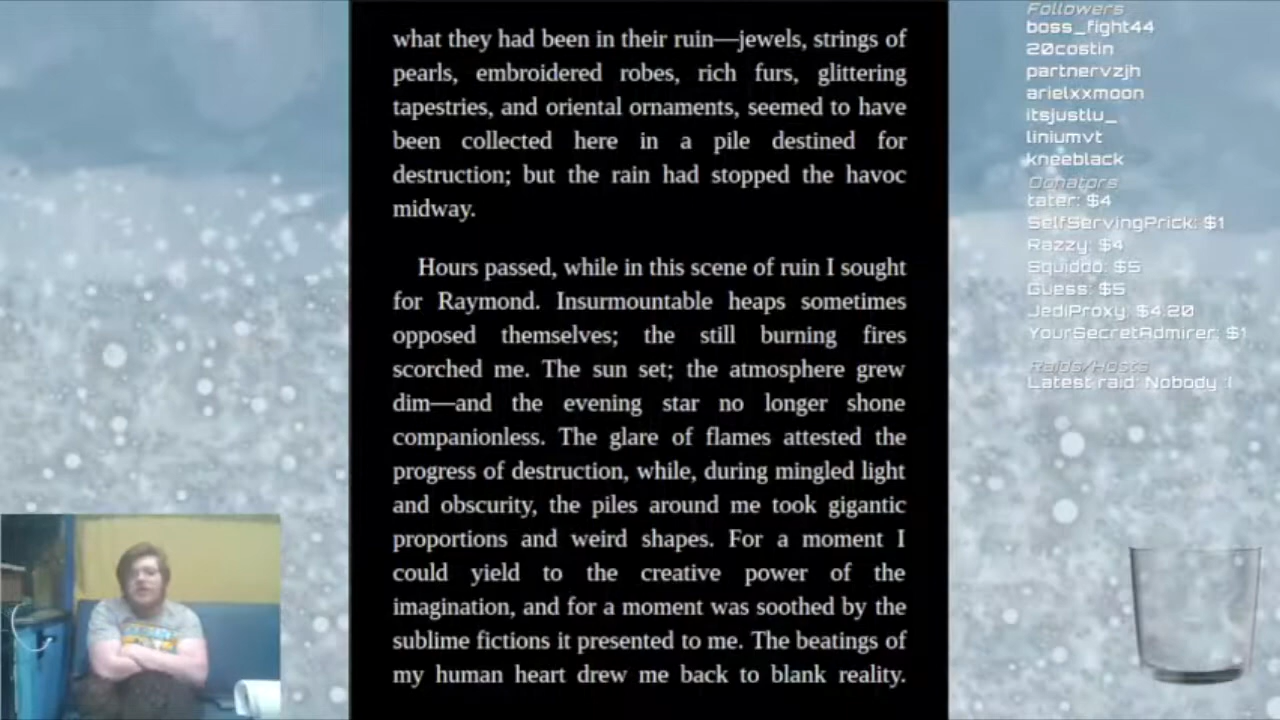 what they had been in their ruin—jewels, strings of
pearls, embroidered robes, rich furs, glittering
tapestries, and oriental ornaments, seemed to have
been collected here in a pile destined for
destruction; but the rain had stopped the havoc
midway.
Hours passed, while in this scene of ruin I sought
for Raymond. Insurmountable heaps sometimes
opposed themselves; the still burning fires
scorched me. The sun set; the atmosphere grew
dim—and the evening star no longer shone
companionless. The glare of flames attested the
progress of destruction, while, during mingled light
and obscurity, the piles around me took gigantic
proportions and weird shapes. For a moment I
could yield to the creative power of the
imagination, and for a moment was soothed by the
sublime fictions it presented to me. The beatings of
my human heart drew me back to blank reality.
Followers
boss_fight44
20costin
partnervzjh
arielxxmoon
itsjustlu_
liniumvt
kneeblack
Donators
tater: $4
SelfServingPrick: $1
Razzy: $4
Squiddo: $5
Guess: $5
JediProxy: $4.20
YourSecretAdmirer: $1
Raids/Hosts
Latest raid: Nobody :(